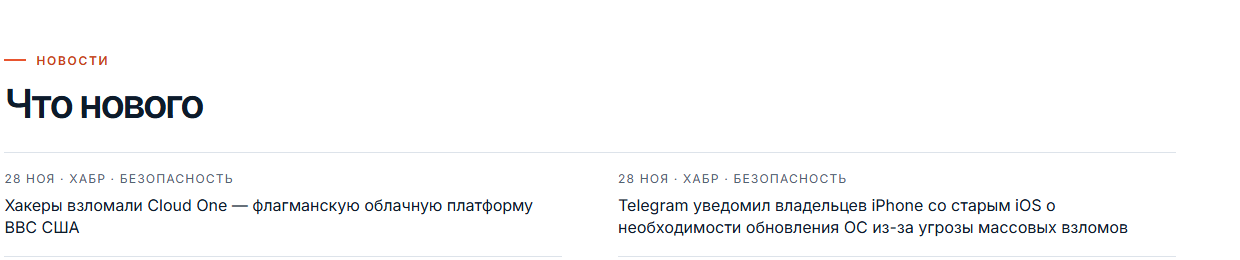 НОВОСТИ
Что нового
28 НОЯ · ХАБР · БЕЗОПАСНОСТЬ
Хакеры взломали Cloud One — флагманскую облачную платформу
ВВС США
28 НОЯ · ХАБР · БЕЗОПАСНОСТЬ
Telegram уведомил владельцев iPhone со старым iOS о
необходимости обновления ОС из-за угрозы массовых взломов